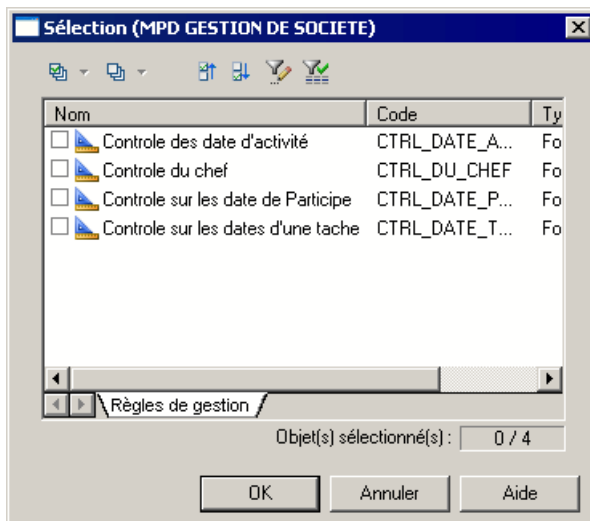 Sélection (MPD GESTION DE SOCIETE)
Nom Code Ty
Controle des date d'activité CTRL_DATE_A... Fo
Controle du chef CTRL_DU_CHEF Fo
Controle sur les date de Participe CTRL_DATE_P... Fo
Controle sur les dates d'une tache CTRL_DATE_T... Fo
Règles de gestion
Objet(s) sélectionné(s) : 0 / 4
OK Annuler Aide